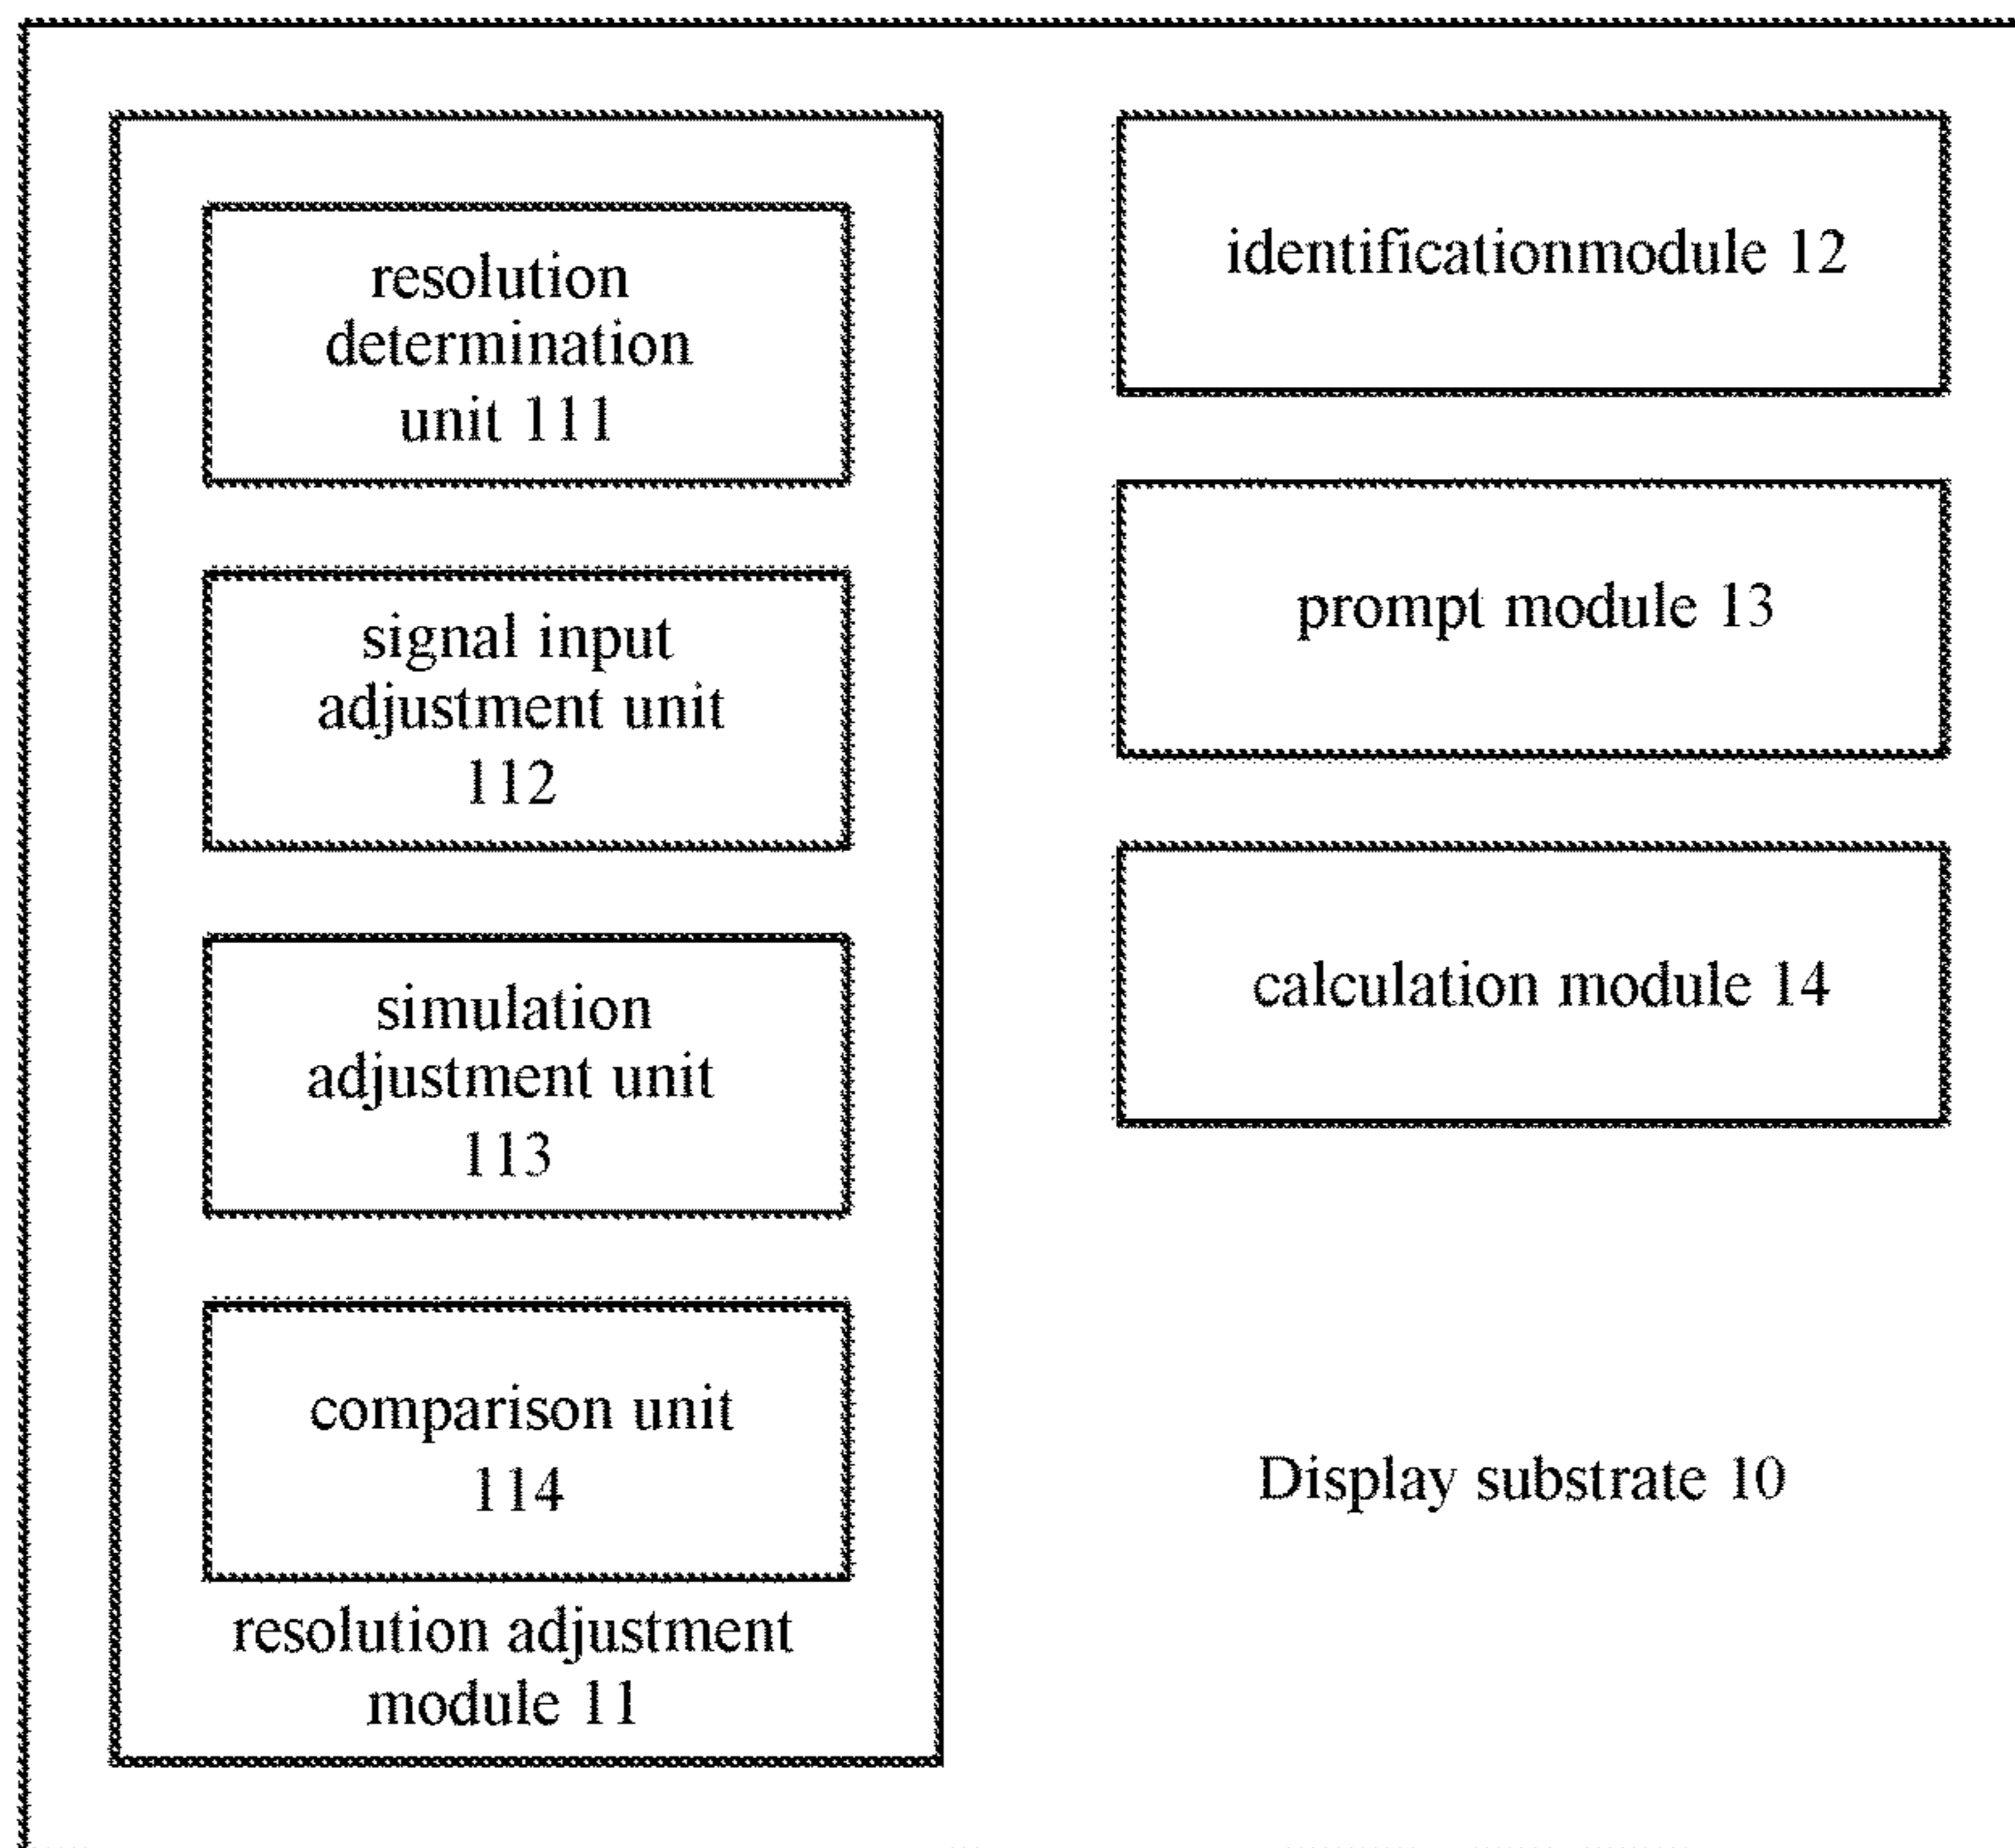 resolution
determination
unit 111
signal input
adjustment unit
112
simulation
adjustment unit
113
comparison unit
114
resolution adjustment
module 11
identificationmodule 12
prompt module 13
calculation module 14
Display substrate 10